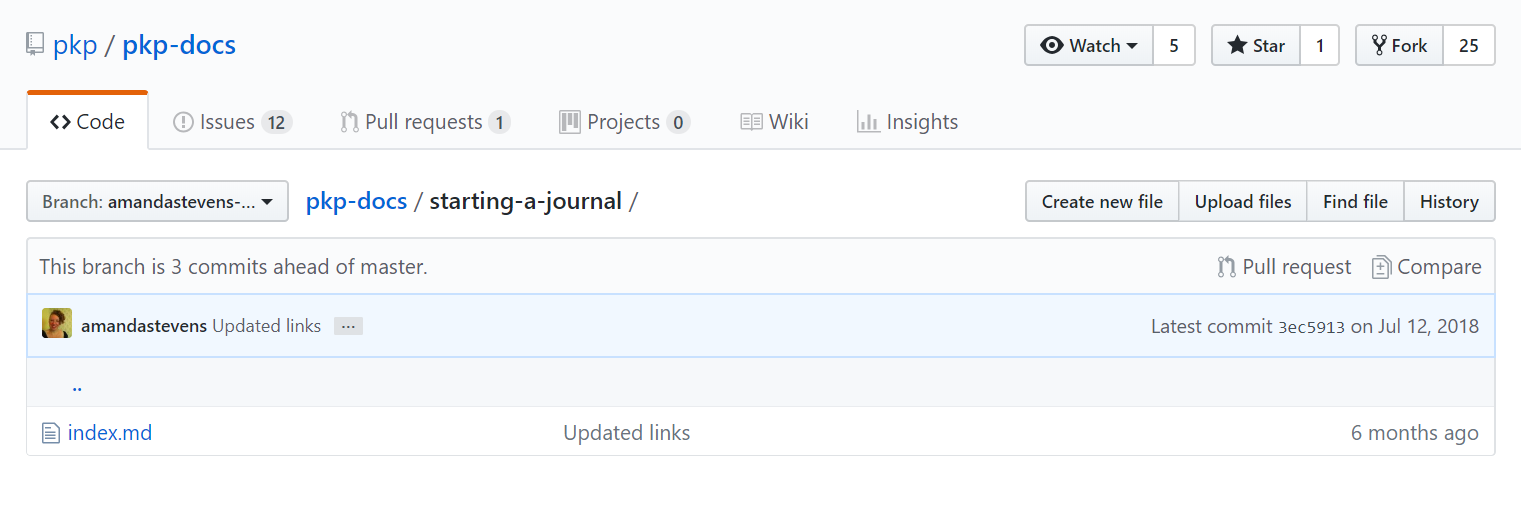 pkp / pkp-docs
Watch 5 Star 1 Fork 25
Code Issues 12 Pull requests 1 Projects 0 Wiki Insights
Branch: amandastevens-... pkp-docs / starting-a-journal /
Create new file Upload files Find file History
This branch is 3 commits ahead of master. Pull request Compare
amandastevens Updated links ... Latest commit 3ec5913 on Jul 12, 2018
..
index.md Updated links 6 months ago